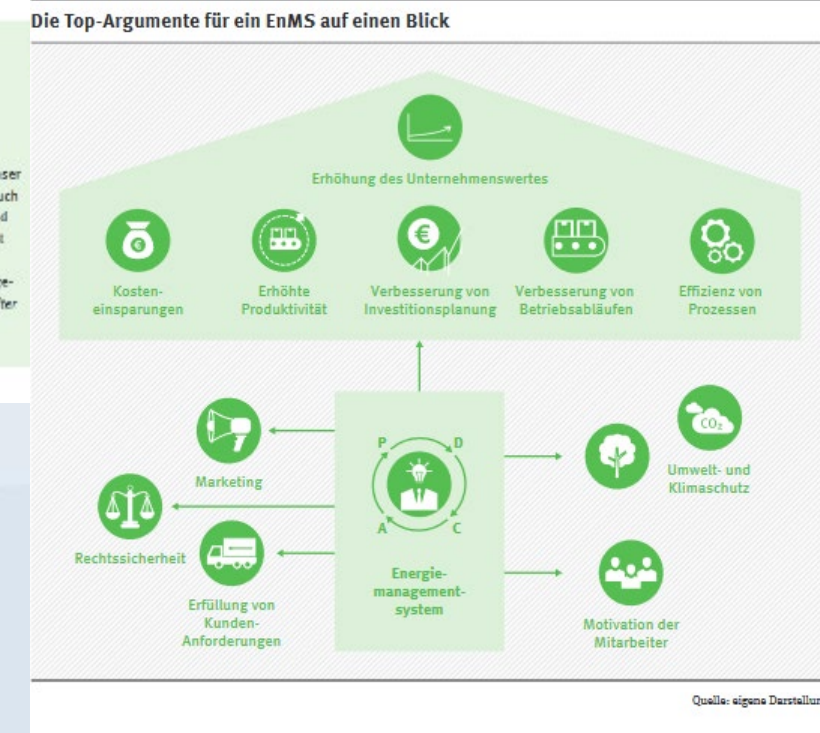 Die Top-Argumente für ein EnMS auf einen Blick
Erhöhung des Unternehmenswertes
Kosten-
einsparungen
Erhöhte
Produktivität
Verbesserung von
Investitionsplanung
Verbesserung von
Betriebsabläufen
Effizienz von
Prozessen
P
D
A
C
Energie-
management-
system
Marketing
Rechtssicherheit
Erfüllung von
Kunden-
Anforderungen
CO₂
Umwelt- und
Klimaschutz
Motivation der
Mitarbeiter
Quelle: eigene Darstellun